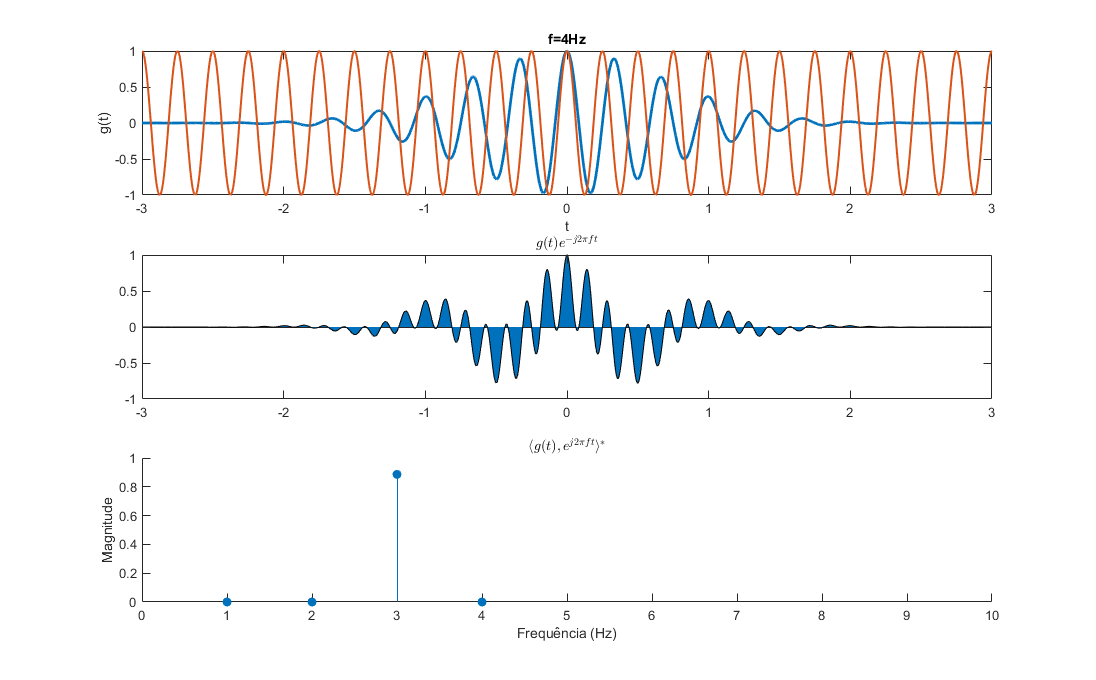 f=4Hz
g(t)
1
0.5
0
-0.5
-1
-3 -2 -1 0 1 2 3
t
g(t)e^{-j2πft}
1
0.5
0
-0.5
-1
-3 -2 -1 0 1 2 3
⟨g(t), e^{j2πft}⟩*
Magnitude
1
0.8
0.6
0.4
0.2
0
0 1 2 3 4 5 6 7 8 9 10
Frequência (Hz)